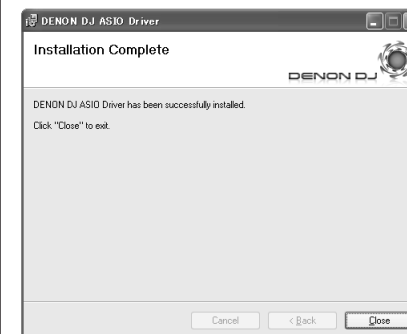 DENON DJ ASIO Driver
Installation Complete
DENON DJ
DENON DJ ASIO Driver has been successfully installed.
Click "Close" to exit.
Cancel
< Back
Close